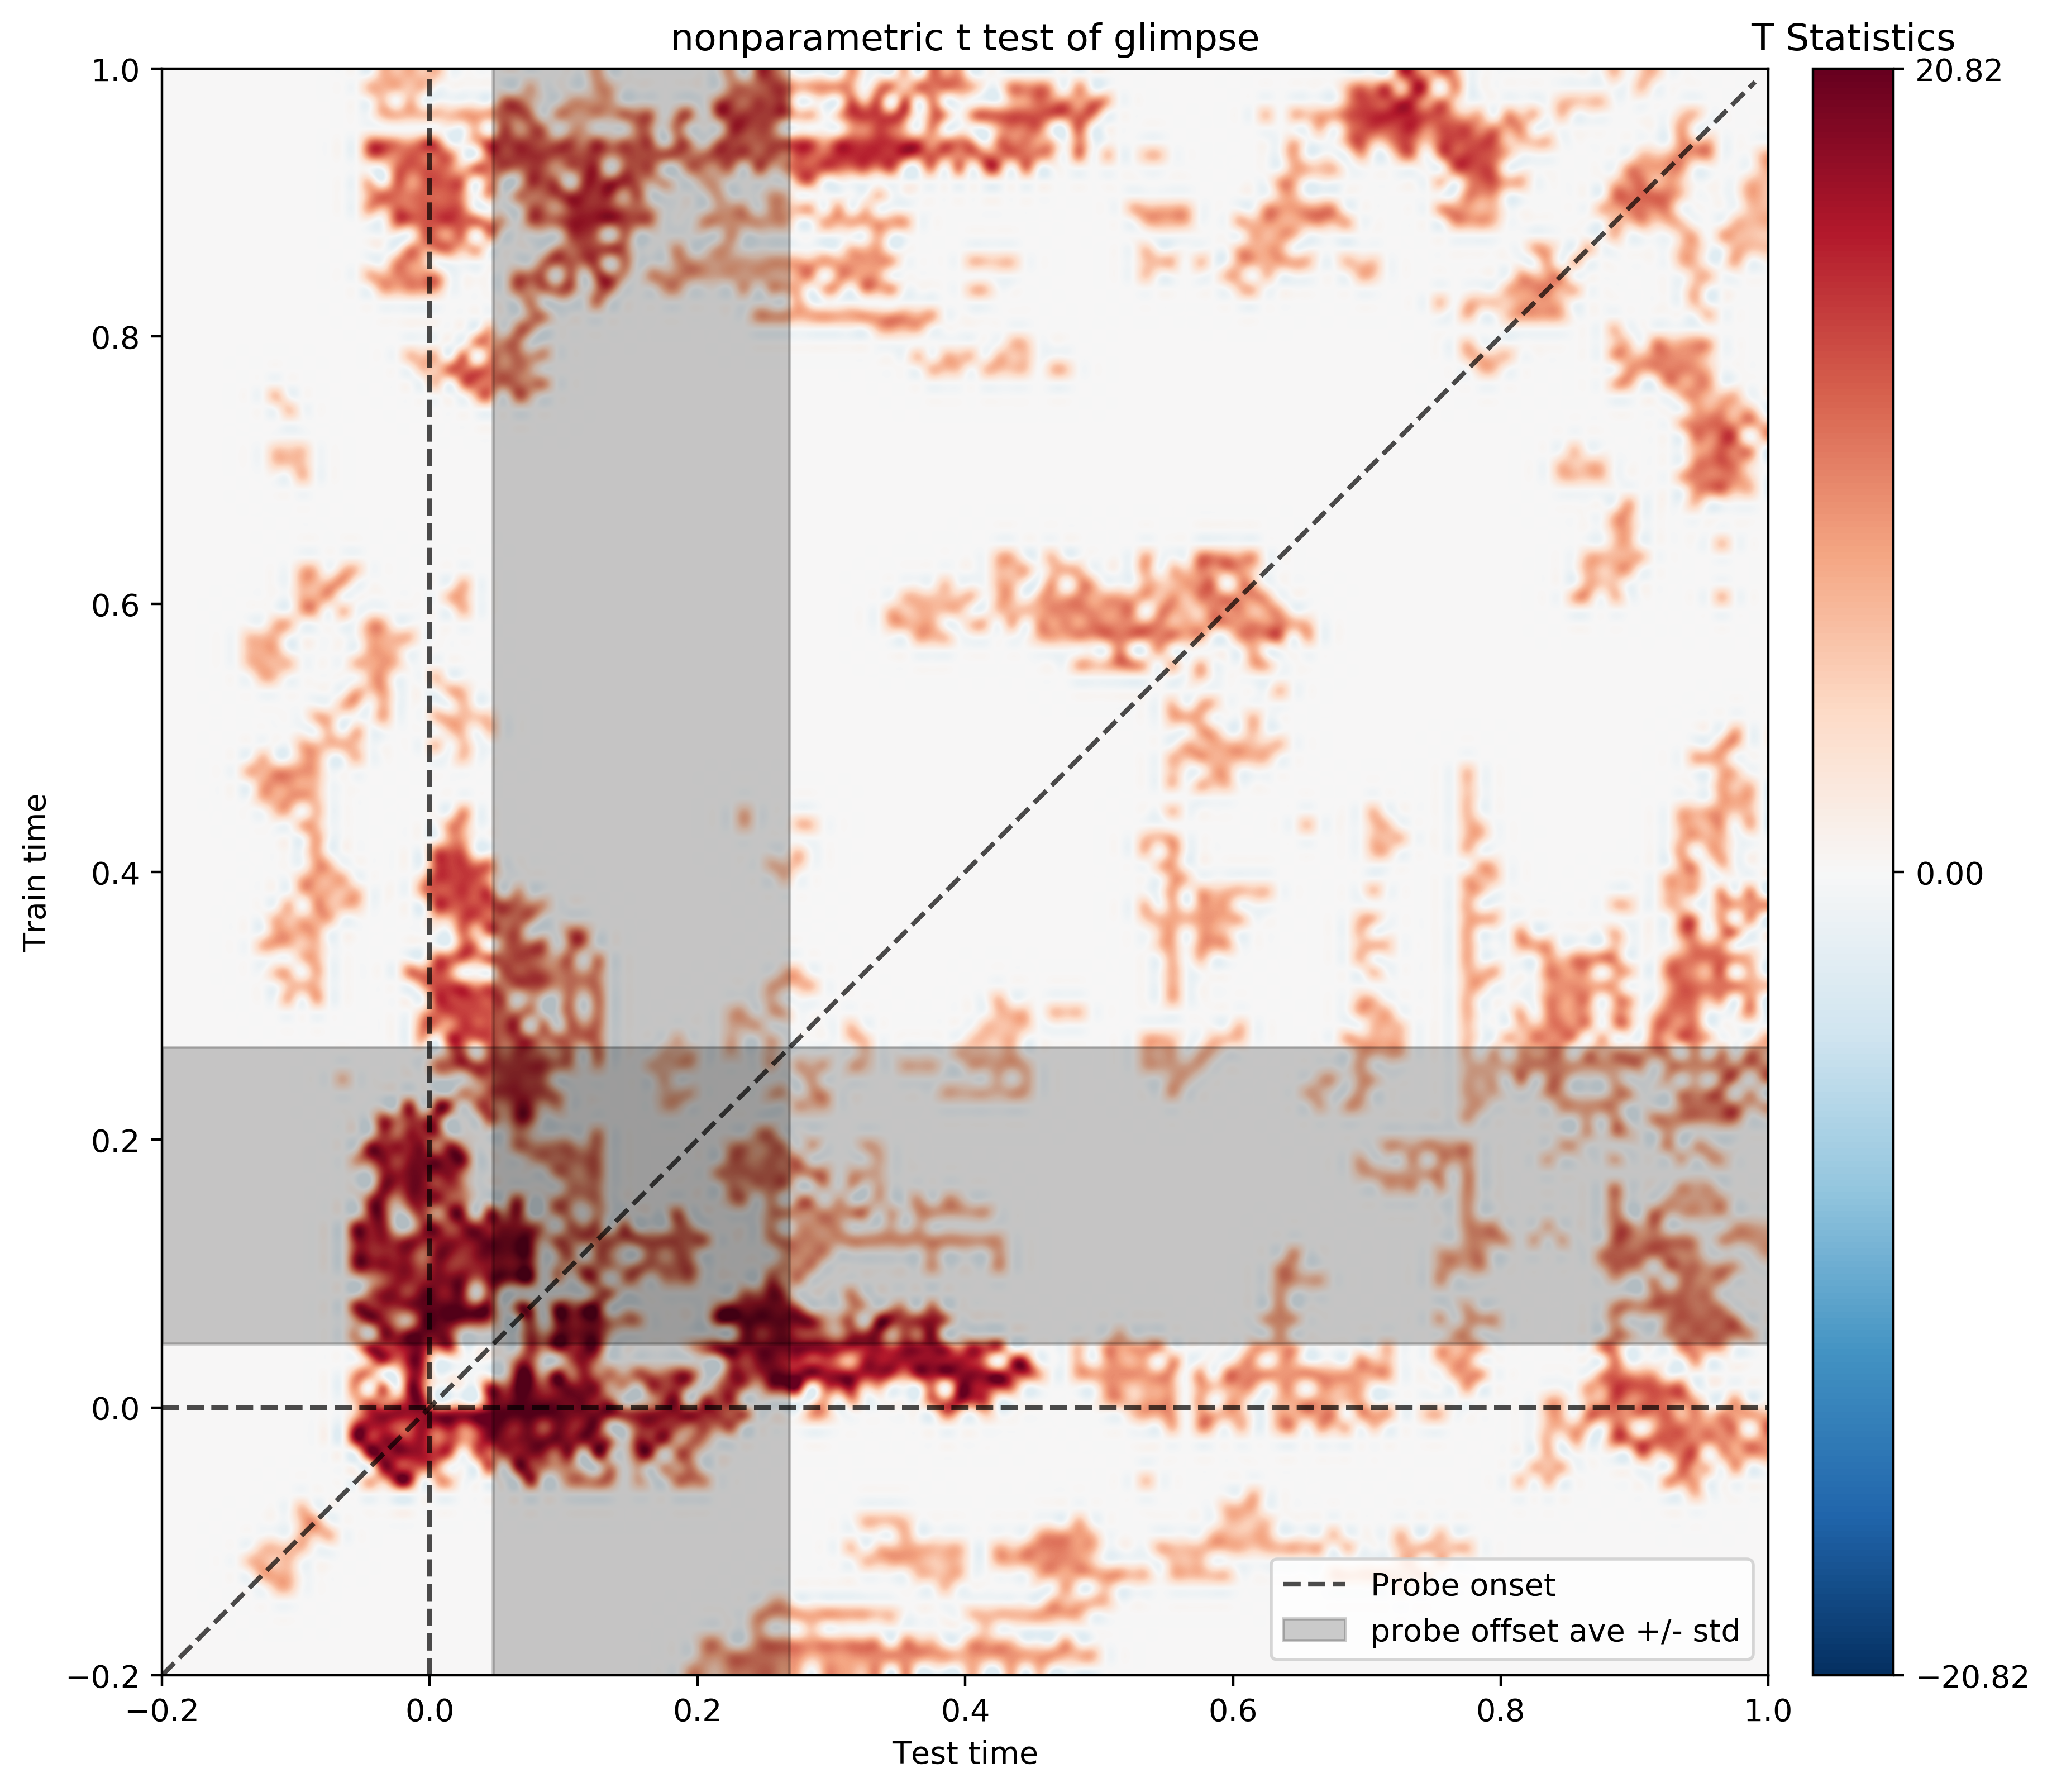 nonparametric t test of glimpse
T Statistics
20.82
0.00
−20.82
1.0
0.8
0.6
0.4
0.2
0.0
−0.2
Train time
−0.2
0.0
0.2
0.4
0.6
0.8
1.0
Test time
Probe onset
probe offset ave +/- std